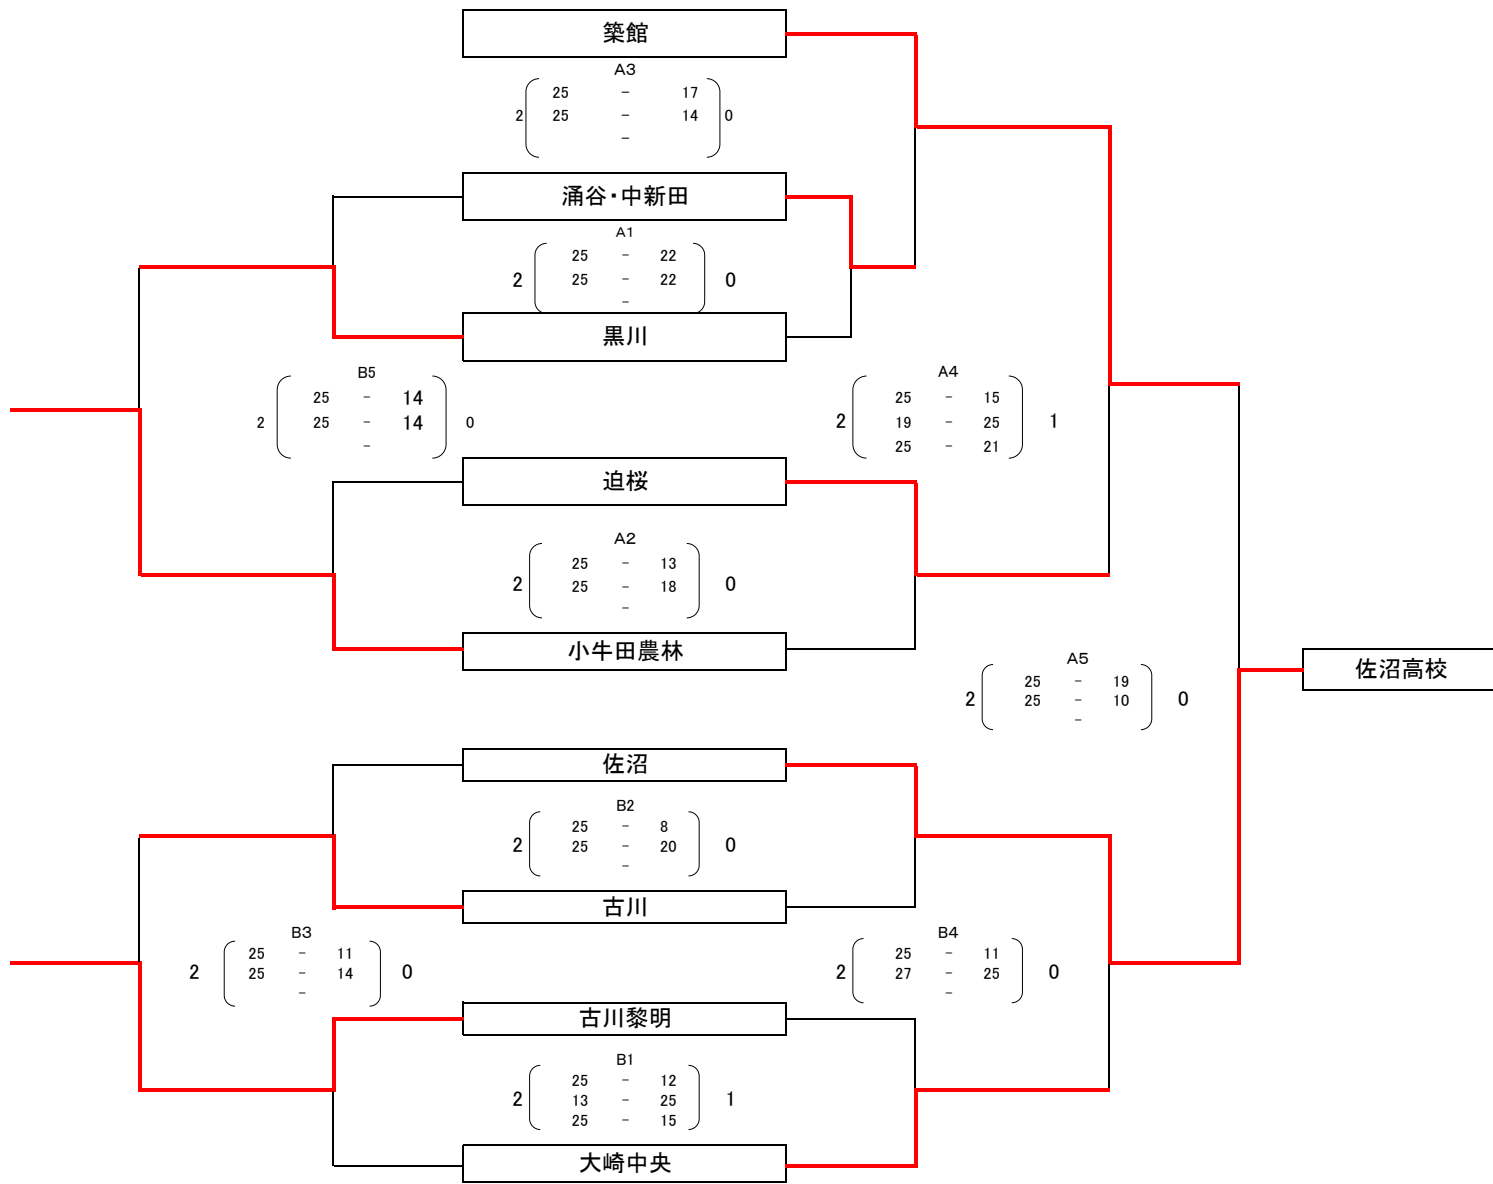 築館
A3
25 - 17
2 25 - 14 0
-
涌谷・中新田
A1
25 - 22
2 25 - 22 0
-
黒川
B5
25 - 14
2 25 - 14 0
-
A4
25 - 15
2 19 - 25 1
25 - 21
迫桜
A2
25 - 13
2 25 - 18 0
-
小牛田農林
A5
25 - 19
2 25 - 10 0
-
佐沼高校
佐沼
B2
25 - 8
2 25 - 20 0
-
古川
B3
25 - 11
2 25 - 14 0
-
B4
25 - 11
2 27 - 25 0
-
古川黎明
B1
25 - 12
2 13 - 25 1
25 - 15
大崎中央